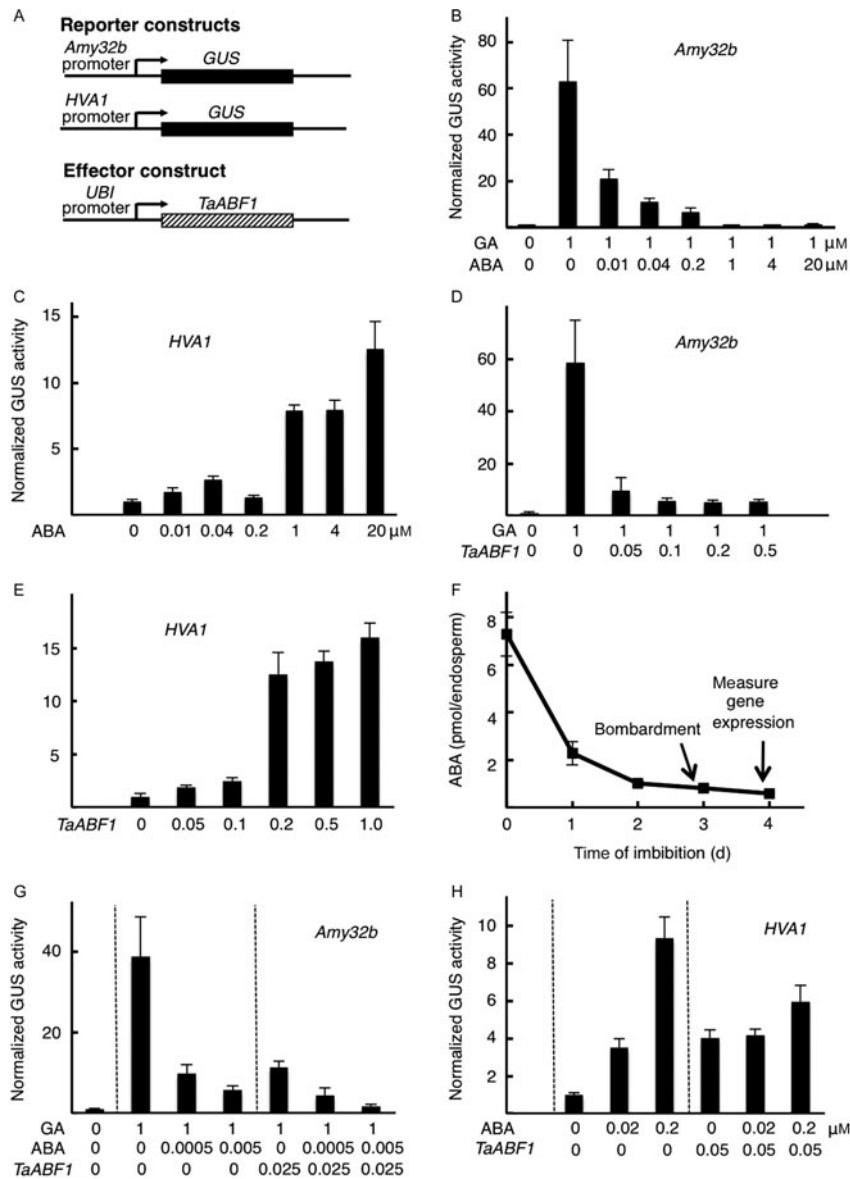 A
Reporter constructs
Amy32b
promoter
GUS
HVA1
promoter
GUS
Effector construct
UBI
promoter
TaABF1
B
Normalized GUS activity
80
60
40
20
Amy32b
GA 0 1 1 1 1 1 1 1 μM
ABA 0 0 0.01 0.04 0.2 1 4 20 μM
C
Normalized GUS activity
15
10
5
HVA1
ABA 0 0.01 0.04 0.2 1 4 20 μM
D
60
40
20
Amy32b
GA 0 1 1 1 1 1
TaABF1 0 0 0.05 0.1 0.2 0.5
E
15
10
5
HVA1
TaABF1 0 0.05 0.1 0.2 0.5 1.0
F
ABA (pmol/endosperm)
8
6
4
2
Bombardment
Measure
gene
expression
0 1 2 3 4
Time of imbibition (d)
G
Normalized GUS activity
40
20
Amy32b
GA 0 1 1 1 1 1 1
ABA 0 0 0.0005 0.005 0 0.0005 0.005
TaABF1 0 0 0 0 0.025 0.025 0.025
H
Normalized GUS activity
10
8
6
4
2
HVA1
ABA 0 0.02 0.2 0 0.02 0.2 μM
TaABF1 0 0 0 0.05 0.05 0.05